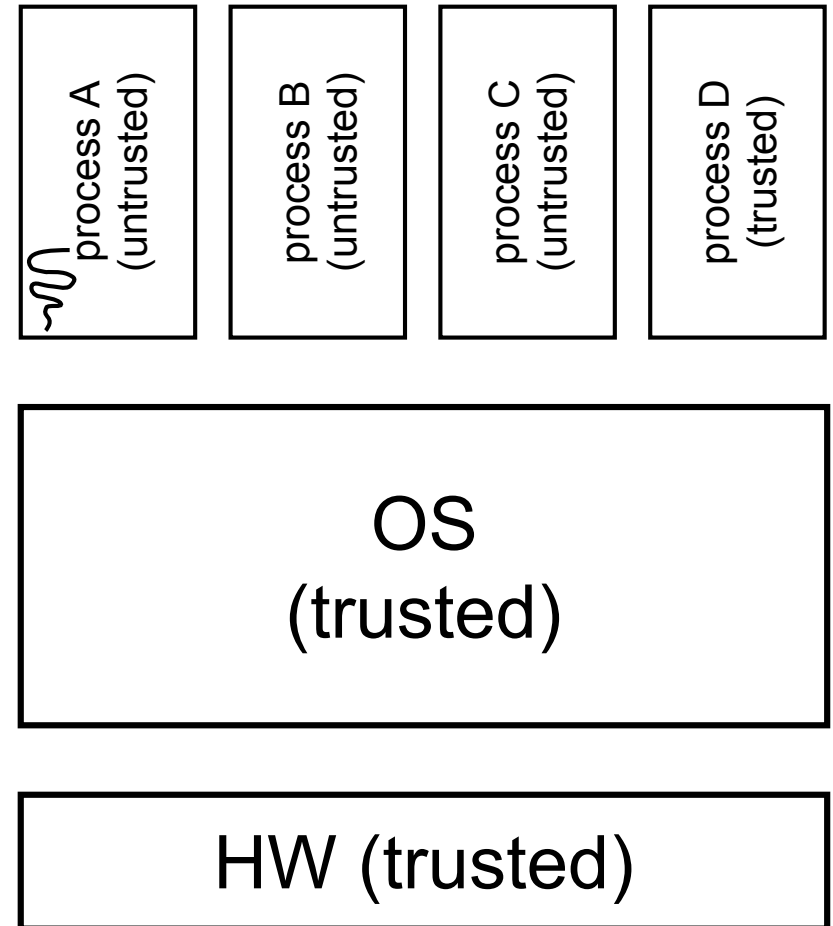 process A
(untrusted)
process B
(untrusted)
process C
(untrusted)
process D
(trusted)
OS
(trusted)
HW (trusted)